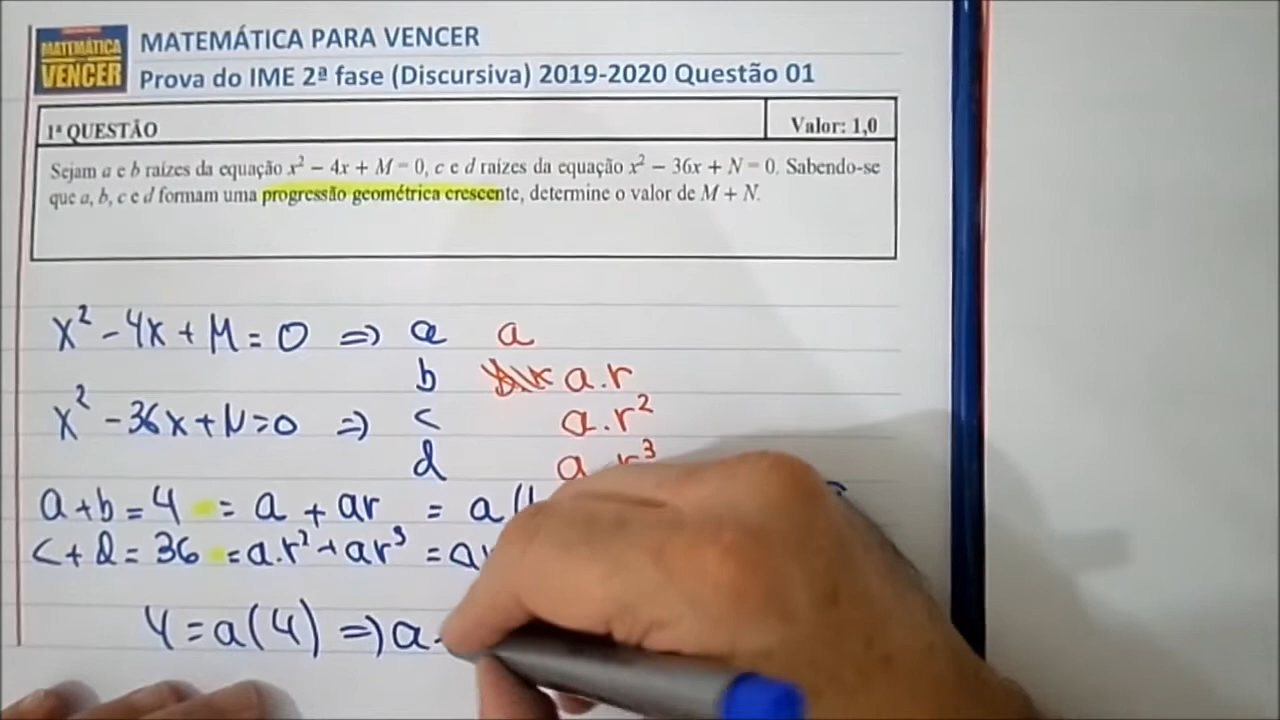 MATEMÁTICA
VENCER
MATEMÁTICA PARA VENCER
Prova do IME 2ª fase (Discursiva) 2019-2020 Questão 01
1ª QUESTÃO Valor: 1,0
Sejam a e b raízes da equação x² – 4x + M = 0, c e d raízes da equação x² – 36x + N = 0. Sabendo-se
que a, b, c e d formam uma progressão geométrica crescente, determine o valor de M + N.
x² - 4x + M = 0 => a a
b a.r
x² - 36x + N = 0 => c a.r²
d a r³
a + b = 4 = a + ar = a(
c + d = 36 = a.r² + ar³ = a
4 = a(4) => a